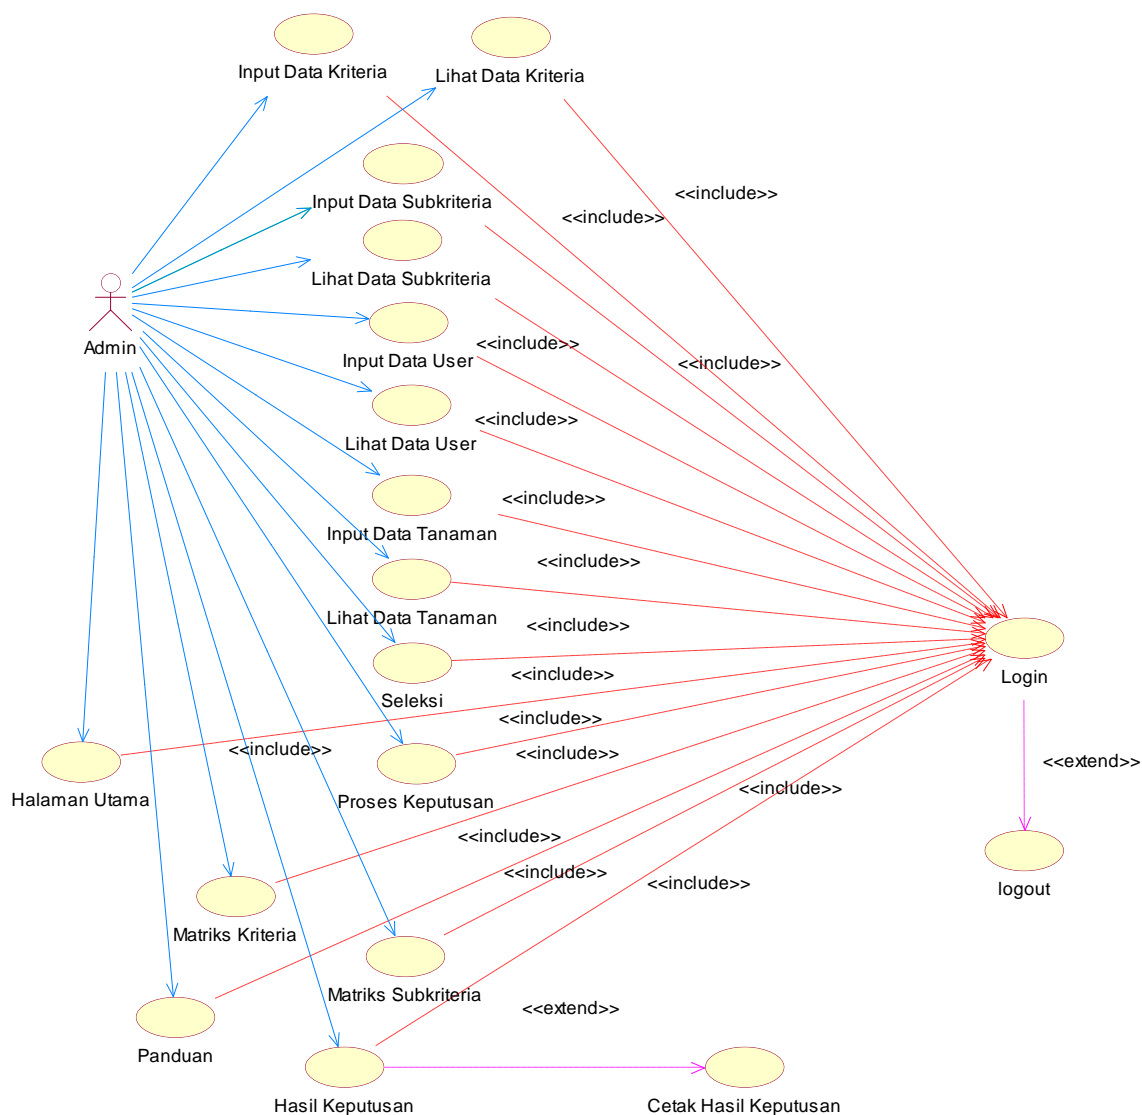 Input Data Kriteria
Lihat Data Kriteria
<<include>>
Input Data Subkriteria
<<include>>
Lihat Data Subkriteria
Admin
<<include>>
Input Data User
<<include>>
<<include>>
Lihat Data User
<<include>>
Input Data Tanaman
<<include>>
Lihat Data Tanaman
<<include>>
<<include>>
Login
Seleksi
<<include>>
<<include>>
<<include>>
<<extend>>
<<include>>
Halaman Utama
Proses Keputusan
<<include>>
<<include>>
<<include>>
logout
Matriks Kriteria
Matriks Subkriteria
<<extend>>
Panduan
Hasil Keputusan
Cetak Hasil Keputusan